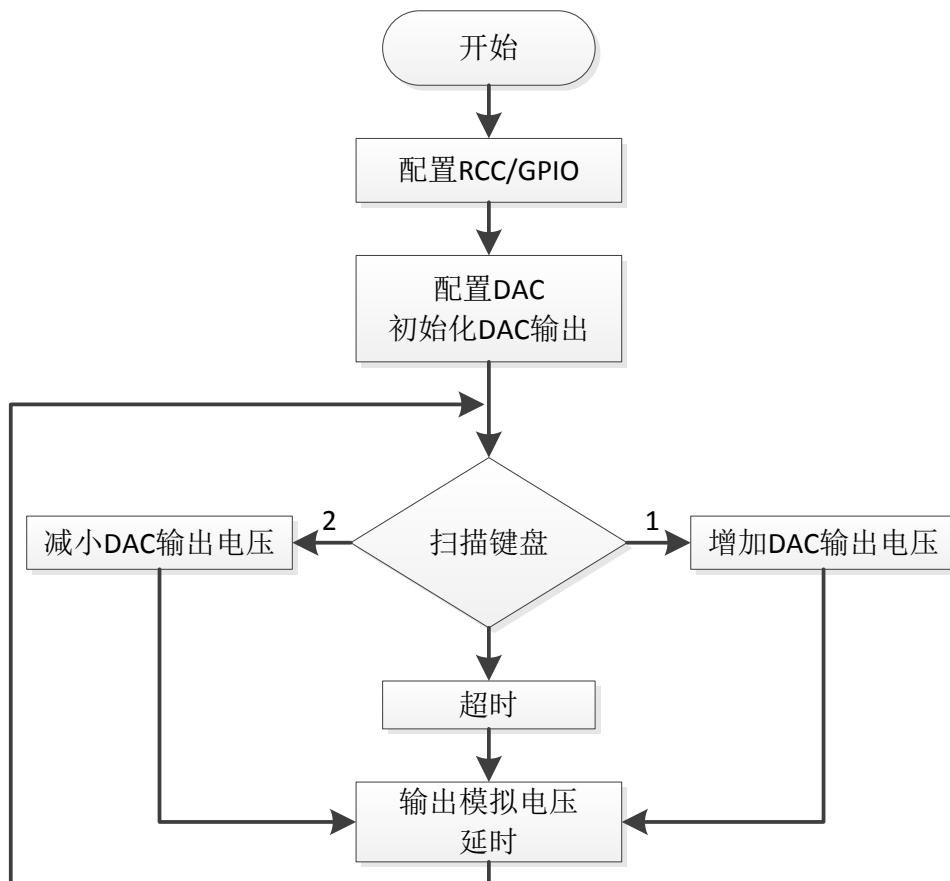 开始
配置RCC/GPIO
配置DAC
初始化DAC输出
2
1
减小DAC输出电压
扫描键盘
增加DAC输出电压
超时
输出模拟电压
延时